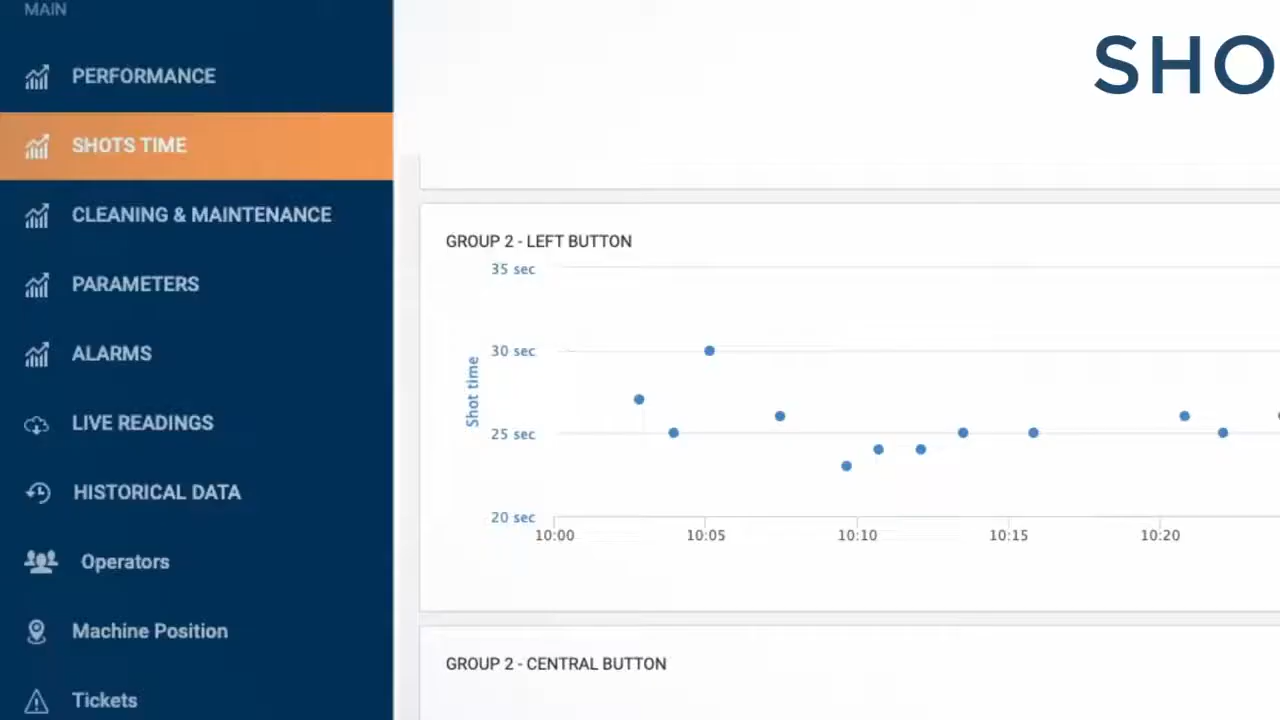 MAIN
PERFORMANCE
SHOTS TIME
CLEANING & MAINTENANCE
PARAMETERS
ALARMS
LIVE READINGS
HISTORICAL DATA
Operators
Machine Position
Tickets
SHO
GROUP 2 - LEFT BUTTON
35 sec
30 sec
25 sec
20 sec
Shot time
10:00 10:05 10:10 10:15 10:20
GROUP 2 - CENTRAL BUTTON